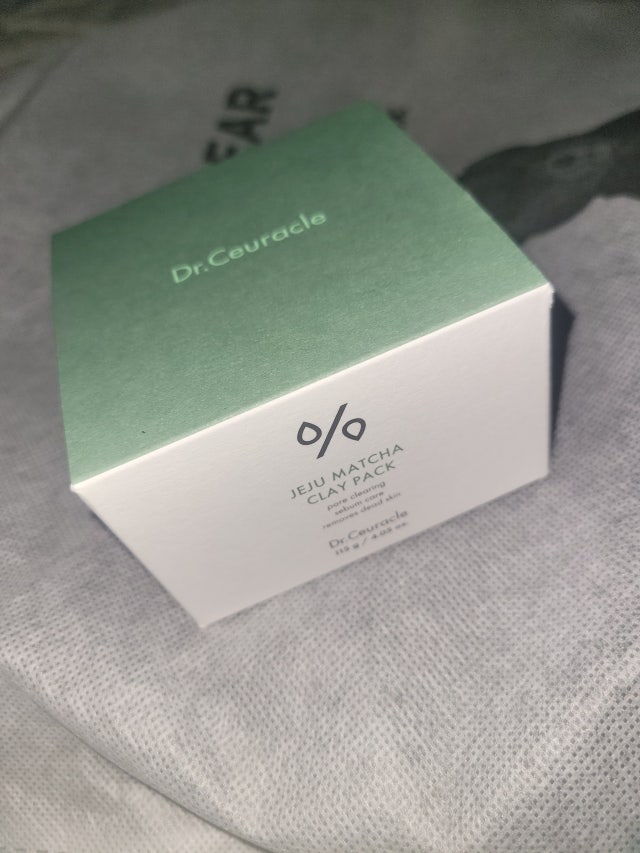 EAR
Dr.Ceuracle
%
JEJU MATCHA
CLAY PACK
pore clearing
sebum care
removes dead skin
Dr.Ceuracle
115 g / 4.05 oz.